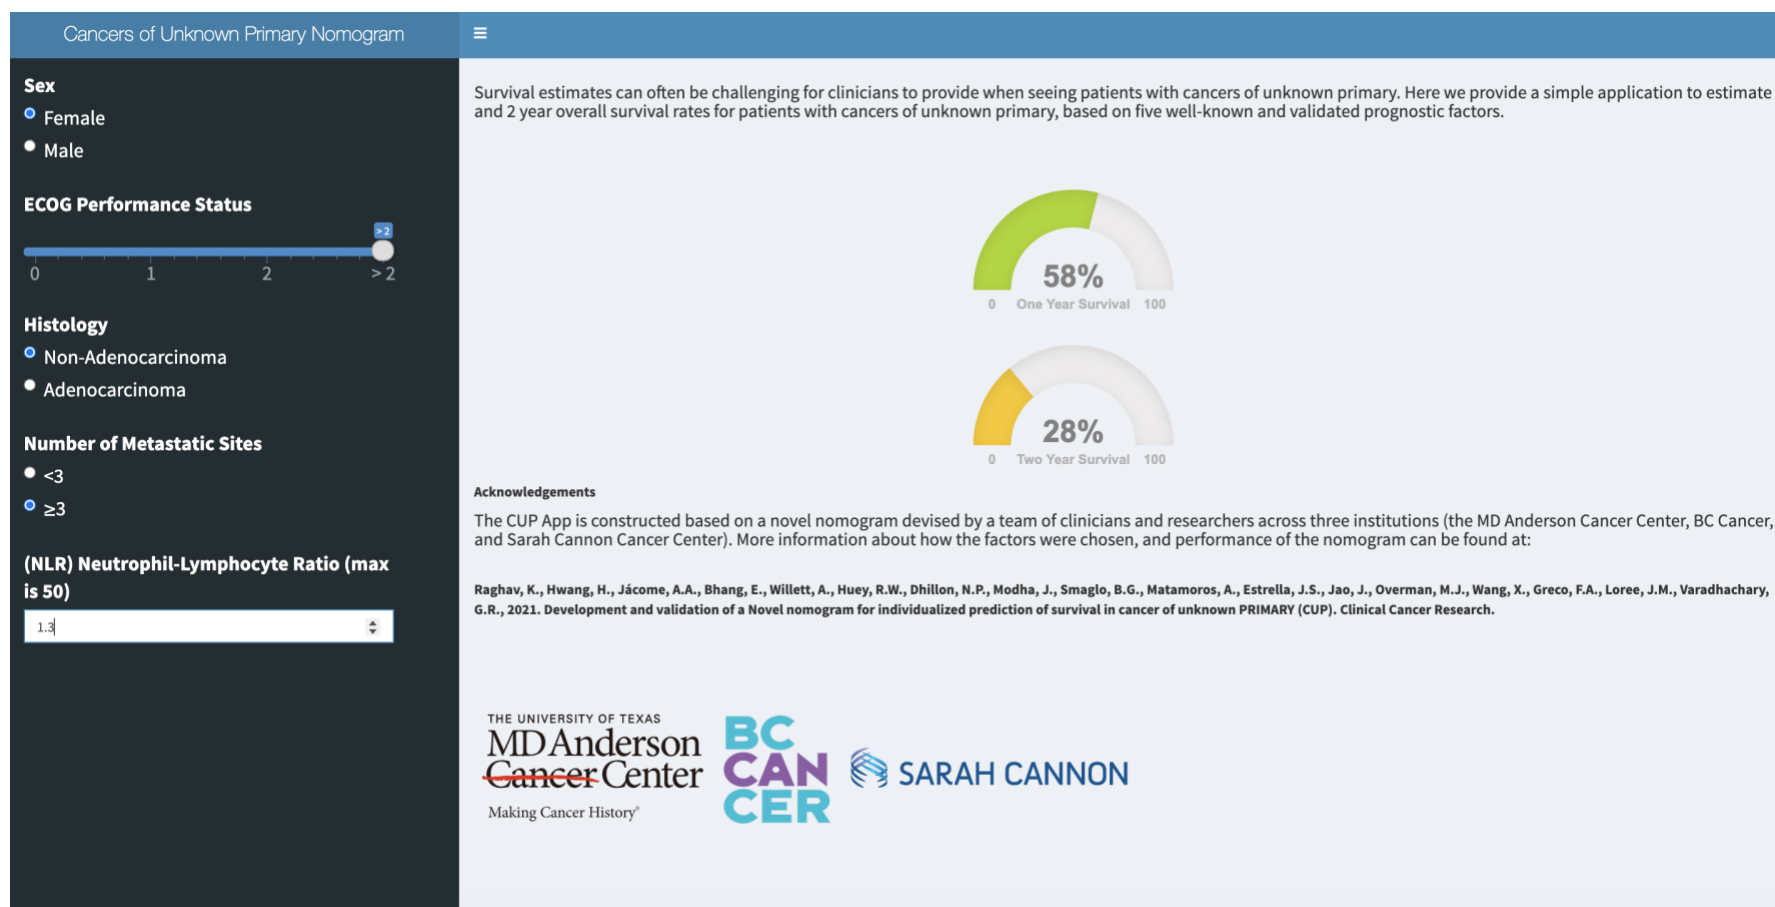 Cancers of Unknown Primary Nomogram
Sex
Female
Male
ECOG Performance Status
>2
0 1 2 >2
Histology
Non-Adenocarcinoma
Adenocarcinoma
Number of Metastatic Sites
<3
≥3
(NLR) Neutrophil-Lymphocyte Ratio (max
is 50)
1.3
Survival estimates can often be challenging for clinicians to provide when seeing patients with cancers of unknown primary. Here we provide a simple application to estimate
and 2 year overall survival rates for patients with cancers of unknown primary, based on five well-known and validated prognostic factors.
58%
0 One Year Survival 100
28%
0 Two Year Survival 100
Acknowledgements
The CUP App is constructed based on a novel nomogram devised by a team of clinicians and researchers across three institutions (the MD Anderson Cancer Center, BC Cancer,
and Sarah Cannon Cancer Center). More information about how the factors were chosen, and performance of the nomogram can be found at:
Raghav, K., Hwang, H., Jácome, A.A., Bhang, E., Willett, A., Huey, R.W., Dhillon, N.P., Modha, J., Smaglo, B.G., Matamoros, A., Estrella, J.S., Jao, J., Overman, M.J., Wang, X., Greco, F.A., Loree, J.M., Varadhachary,
G.R., 2021. Development and validation of a Novel nomogram for individualized prediction of survival in cancer of unknown PRIMARY (CUP). Clinical Cancer Research.
THE UNIVERSITY OF TEXAS
MD Anderson
Cancer Center
Making Cancer History®
BC
CAN
CER
SARAH CANNON